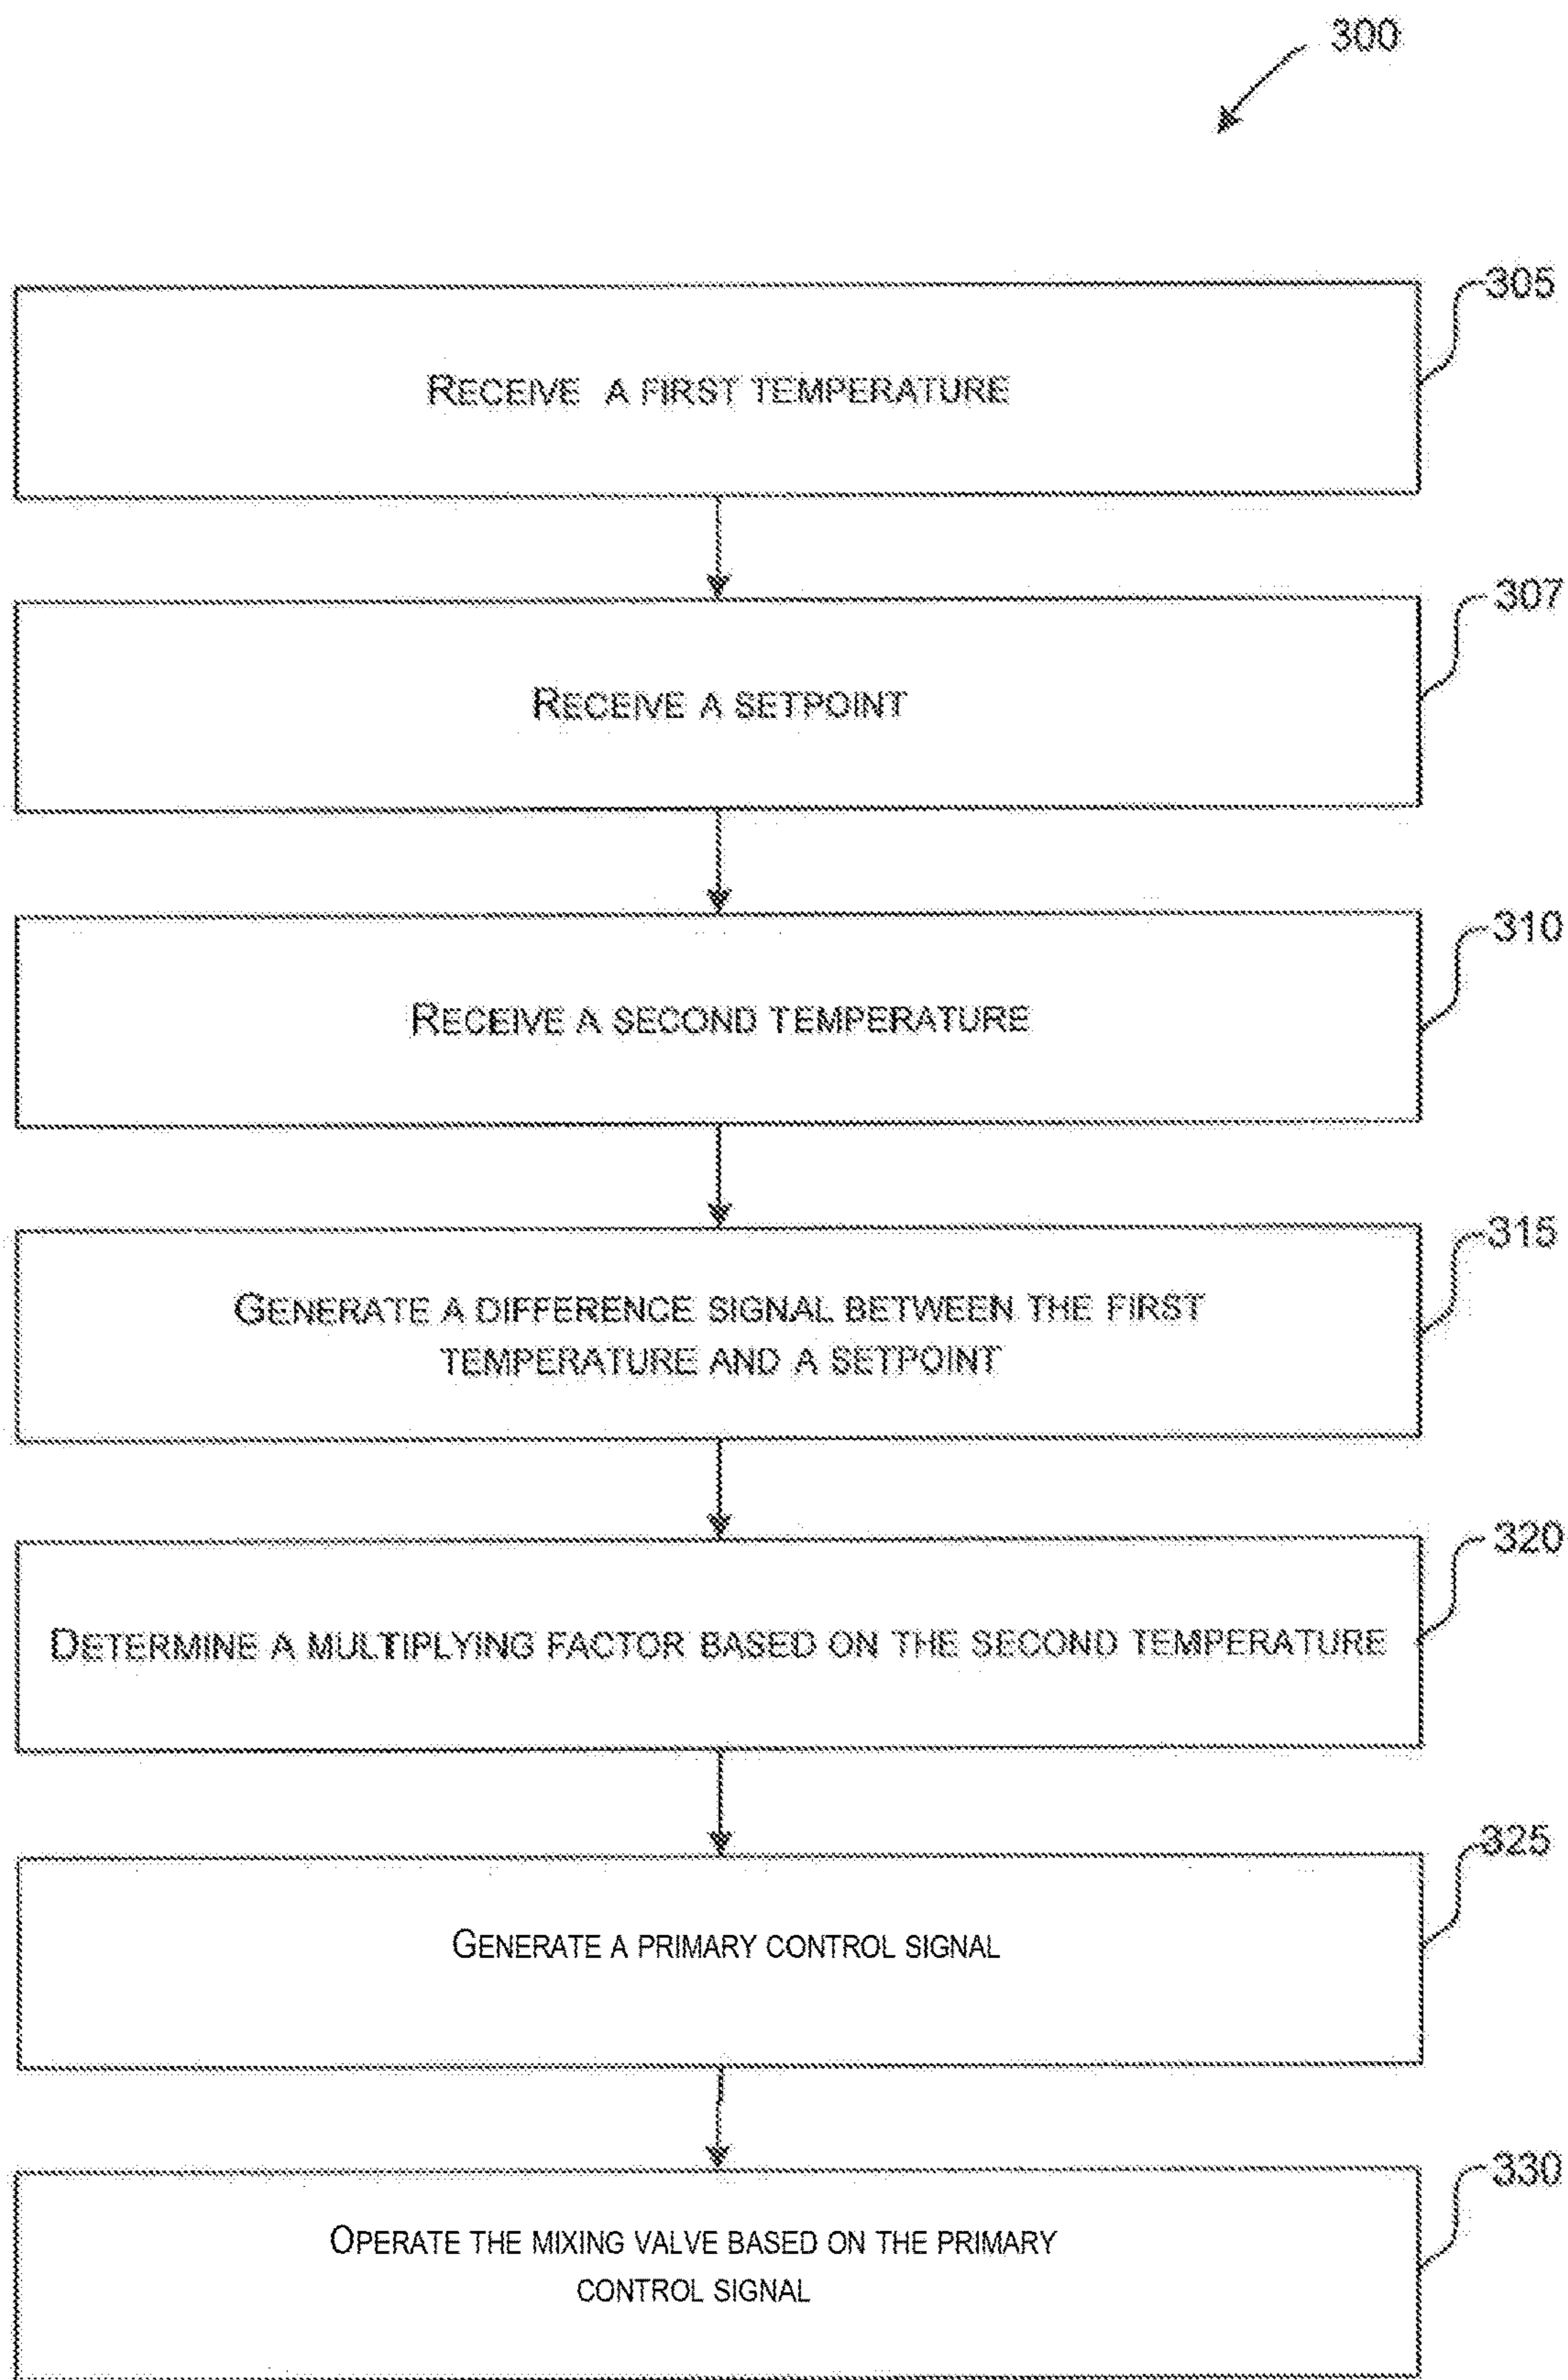 300
305
RECEIVE A FIRST TEMPERATURE
307
RECEIVE A SETPOINT
310
RECEIVE A SECOND TEMPERATURE
315
GENERATE A DIFFERENCE SIGNAL BETWEEN THE FIRST
TEMPERATURE AND A SETPOINT
320
DETERMINE A MULTIPLYING FACTOR BASED ON THE SECOND TEMPERATURE
325
GENERATE A PRIMARY CONTROL SIGNAL
330
OPERATE THE MIXING VALVE BASED ON THE PRIMARY
CONTROL SIGNAL